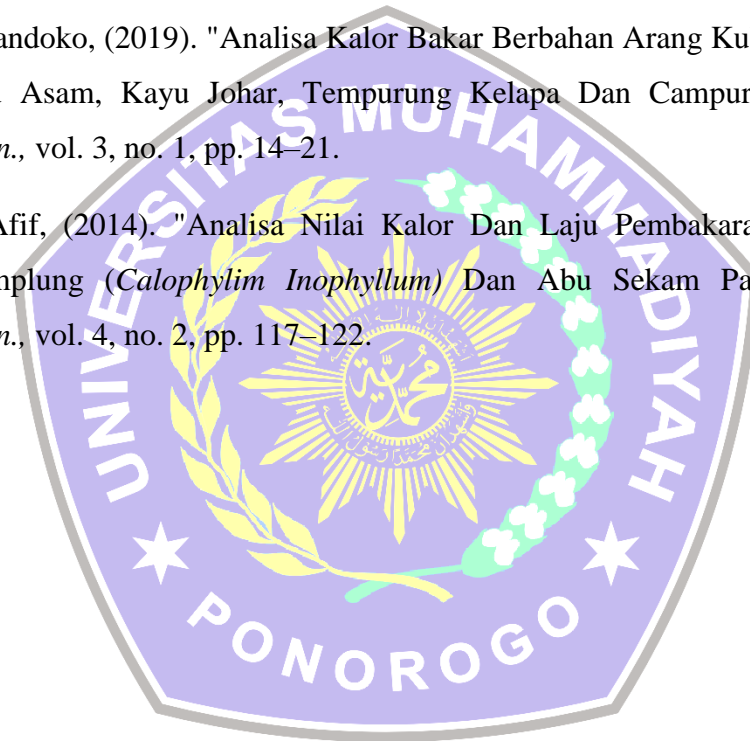 andoko, (2019). "Analisa Kalor Bakar Berbahan Arang Ku
Asam, Kayu Johar, Tempurung Kelapa Dan Campur
n., vol. 3, no. 1, pp. 14–21.
Afif, (2014). "Analisa Nilai Kalor Dan Laju Pembakara
mplung (Calophylim Inophyllum) Dan Abu Sekam Pa
n., vol. 4, no. 2, pp. 117–122.
UNIVERSITAS MUHAMMADIYAH
PONOROGO
محمدية